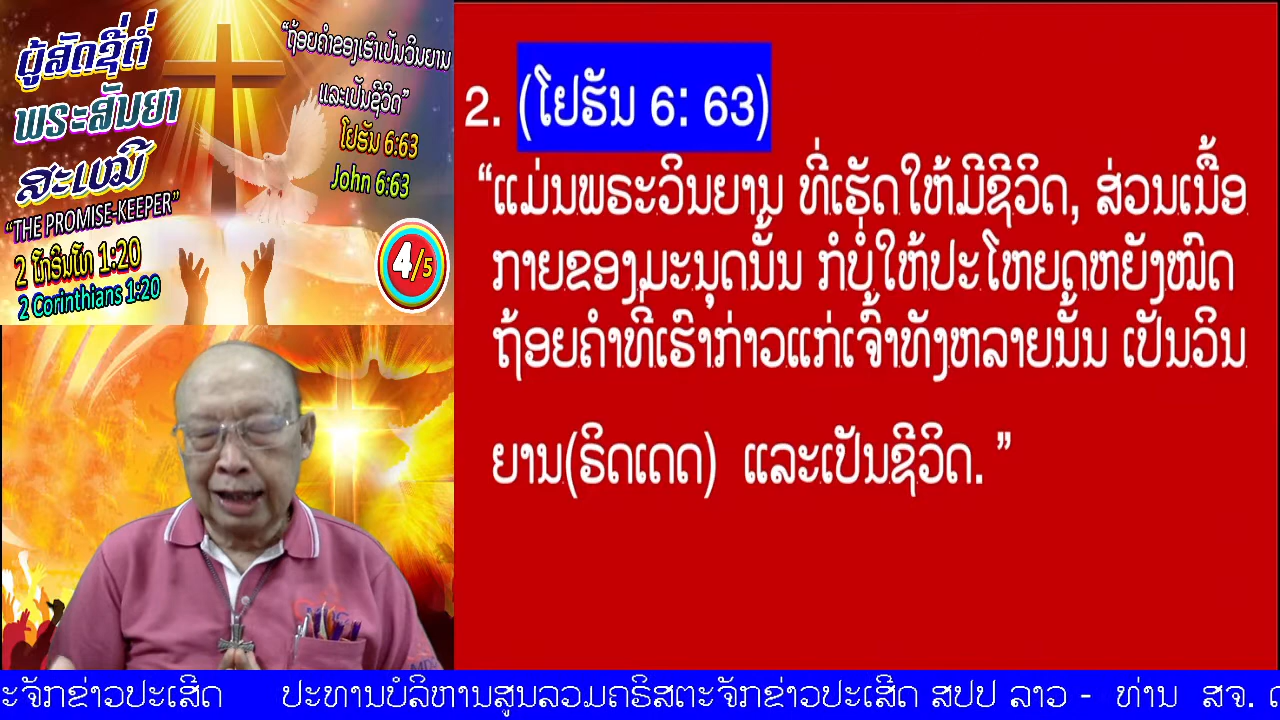 ຜູ້ສັດຊື່ຕໍ່
ພຣະສັນຍາ
ສະເໝີ
“THE PROMISE-KEEPER”
2 ໂກຣິນໂທ 1:20
2 Corinthians 1:20
“ຖ້ອຍຄຳຂອງເຮົາເປັນວິນຍານ
ແລະເປັນຊີວິດ”
ໂຢຮັນ 6:63
John 6:63
4/5
2. (ໂຢຮັນ 6: 63)
“ແມ່ນພຣະວິນຍານ ທີ່ເຮັດໃຫ້ມີຊີວິດ, ສ່ວນເນື້ອ
ກາຍຂອງມະນຸດນັ້ນ ກໍບໍ່ໃຫ້ປະໂຫຍດຫຍັງໝົດ
ຖ້ອຍຄຳທີ່ເຮົາກ່າວແກ່ເຈົ້າທັງຫລາຍນັ້ນ ເປັນວິນ
ຍານ(ຣິດເດດ) ແລະເປັນຊີວິດ. ”
ະຈັກຂ່າວປະເສີດ ປະທານບໍລິຫານສູນລວມຄຣິສຕະຈັກຂ່າວປະເສີດ ສປປ ລາວ - ທ່ານ ສຈ.